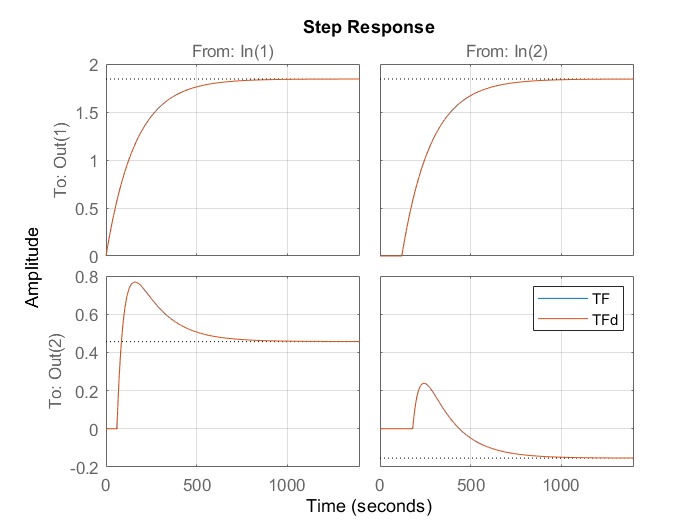 Step Response
From: In(1)
From: In(2)
To: Out(1)
2
1.5
1
0.5
0
Amplitude
To: Out(2)
0.8
0.6
0.4
0.2
0
-0.2
TF
TFd
0 500 1000
0 500 1000
Time (seconds)